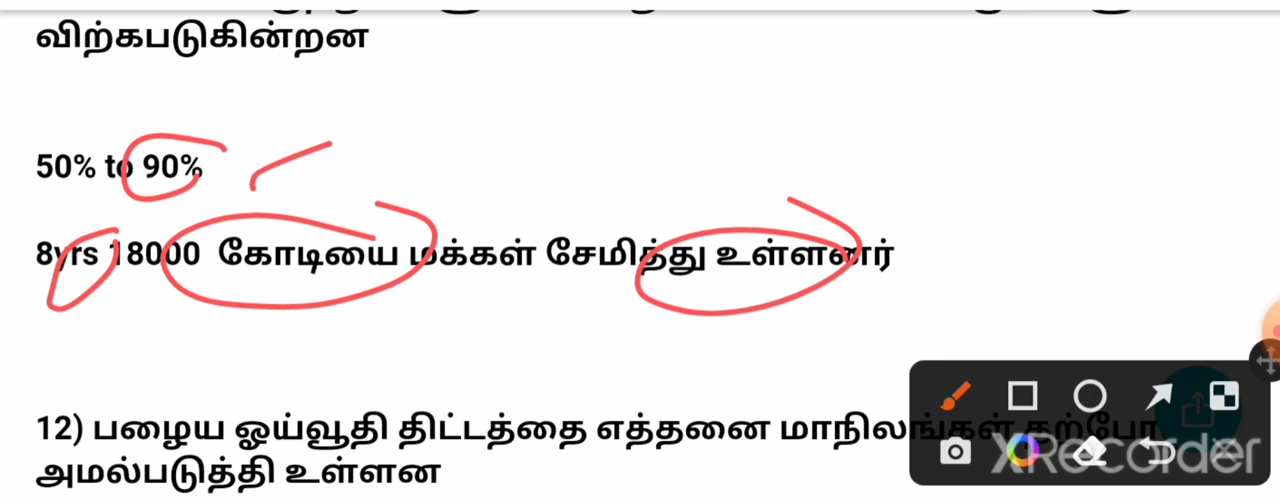 விற்கபடுகின்றன
50% to 90%
8yrs 18000 கோடியை மக்கள் சேமித்து உள்ளனர்
12) பழைய ஓய்வூதி திட்டத்தை எத்தனை மாநிலங்கள் தற்போ
அமல்படுத்தி உள்ளன
XRecorder